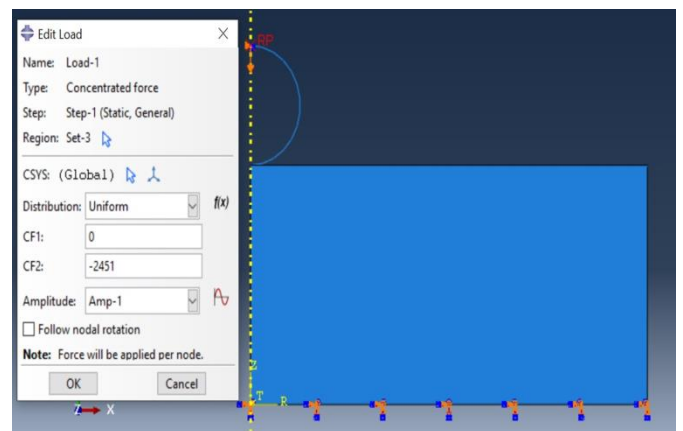 Edit Load
Name: Load-1
Type: Concentrated force
Step: Step-1 (Static, General)
Region: Set-3
CSYS: (Global)
Distribution: Uniform f(x)
CF1: 0
CF2: -2451
Amplitude: Amp-1
Follow nodal rotation
Note: Force will be applied per node.
OK Cancel
RP
Z
T R
Z X